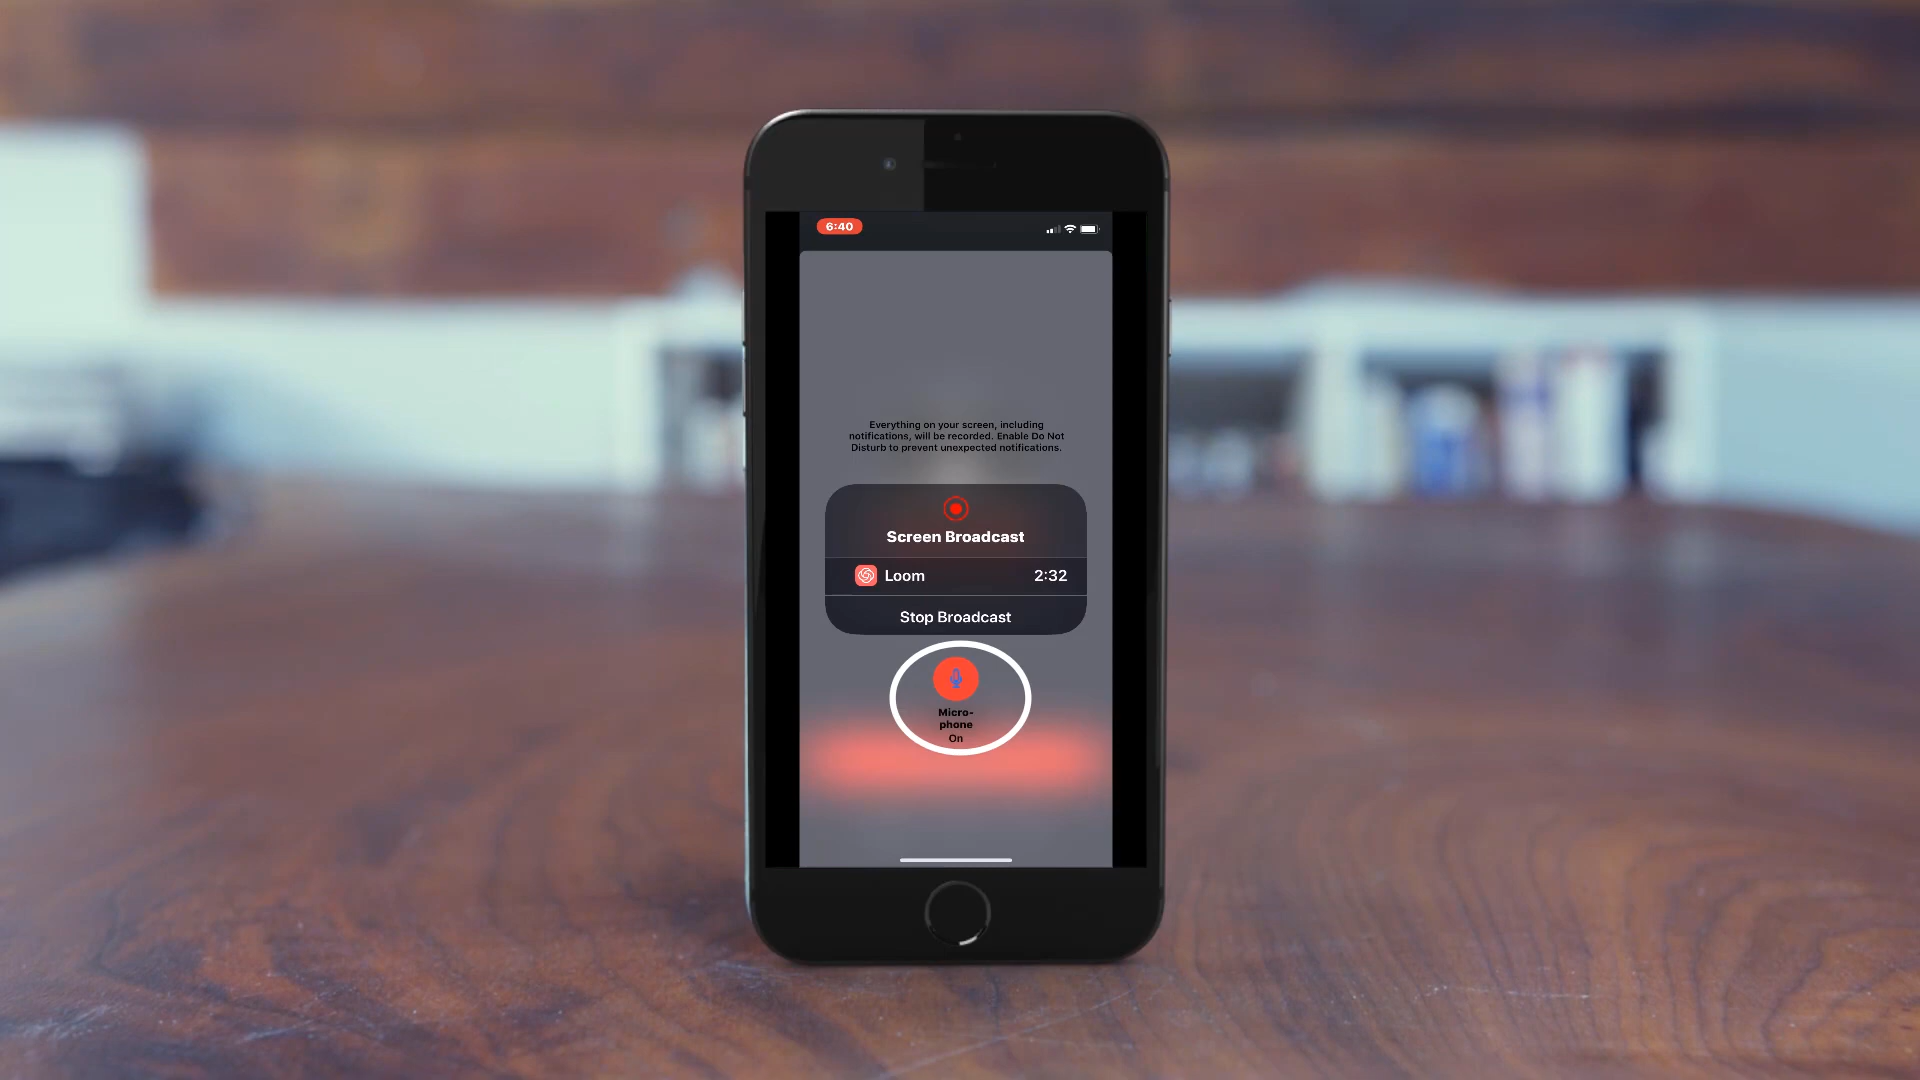 6:40
Everything on your screen, including
notifications, will be recorded. Enable Do Not
Disturb to prevent unexpected notifications.
Screen Broadcast
Loom 2:32
Stop Broadcast
Micro-
phone
On